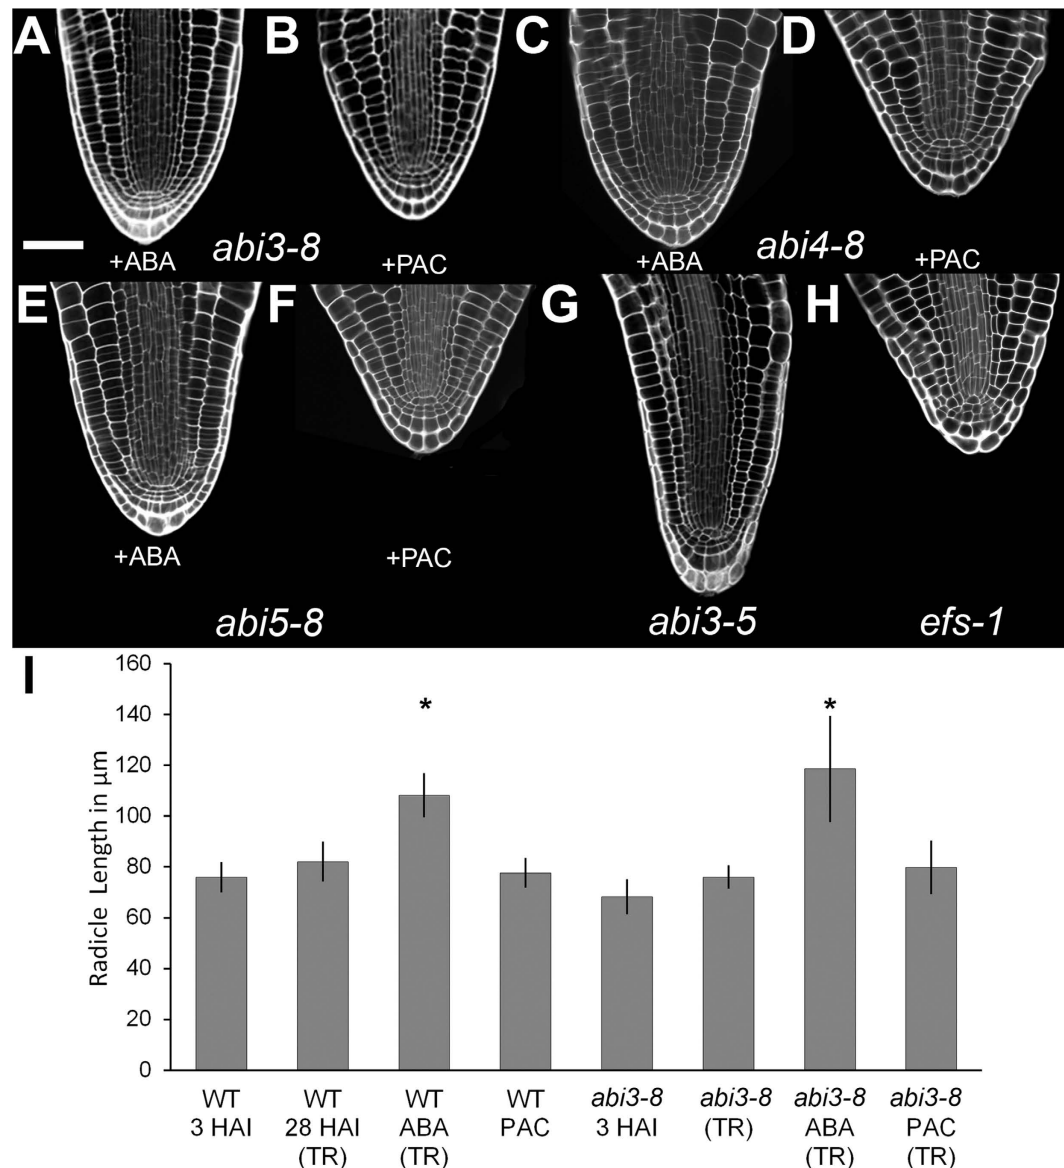 A B C D
+ABA abi3-8 +PAC +ABA abi4-8 +PAC
E F G H
+ABA +PAC
abi5-8 abi3-5 efs-1
I
Radicle Length in µm
160
140
120
100
80
60
40
20
0
* *
WT 3 HAI
WT 28 HAI (TR)
WT ABA (TR)
WT PAC
abi3-8 3 HAI
abi3-8 (TR)
abi3-8 ABA (TR)
abi3-8 PAC (TR)